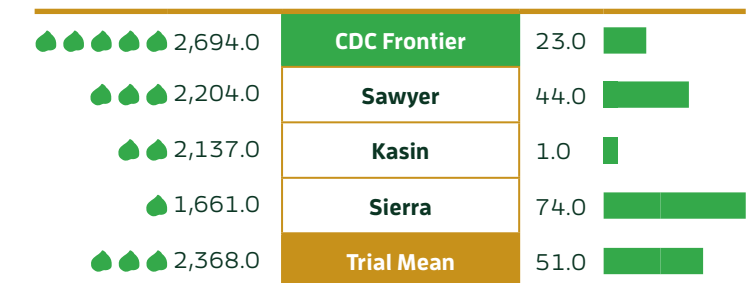 2,694.0 CDC Frontier 23.0
2,204.0 Sawyer 44.0
2,137.0 Kasin 1.0
1,661.0 Sierra 74.0
2,368.0 Trial Mean 51.0